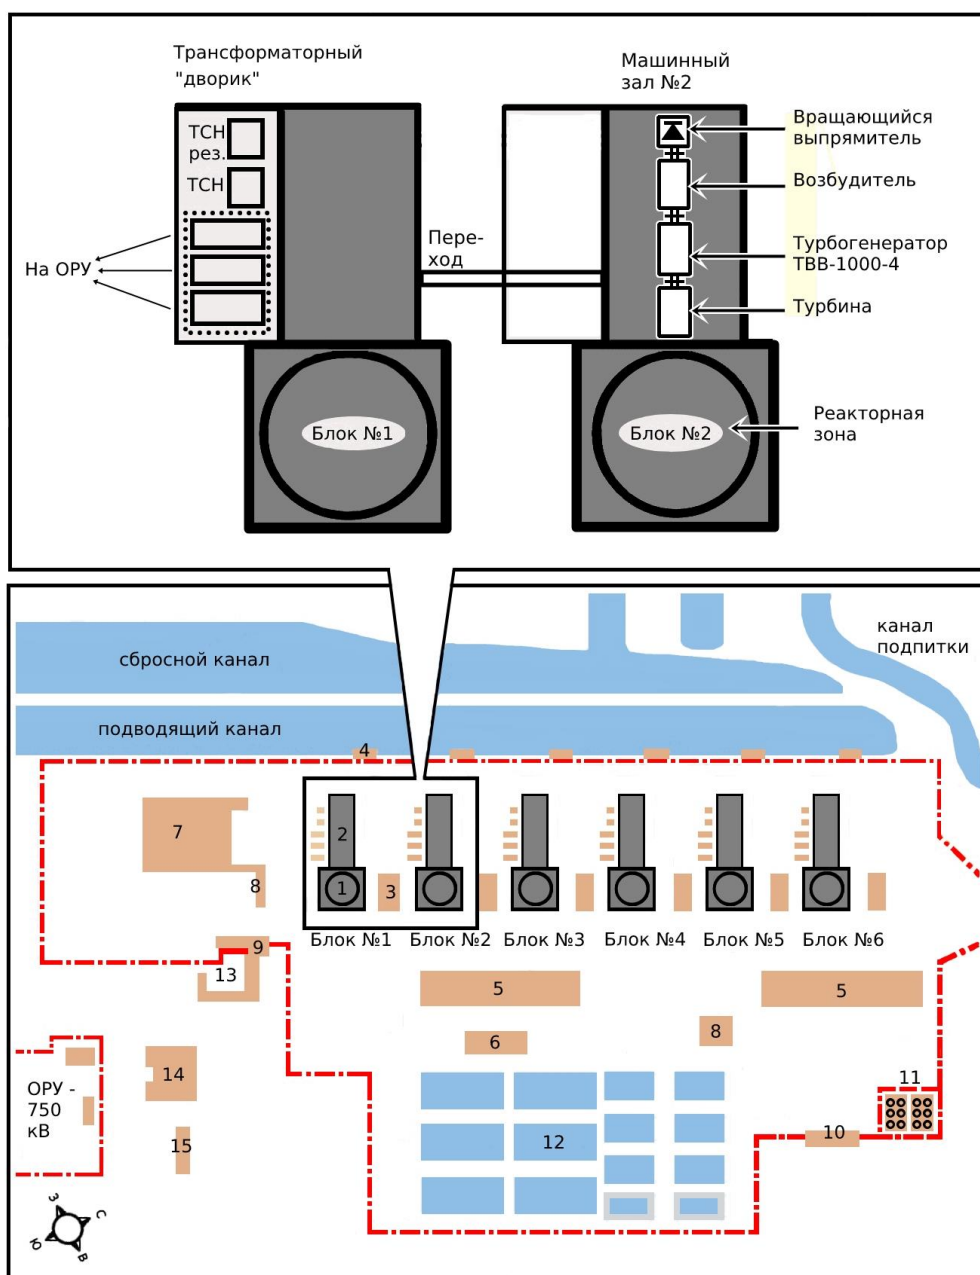 Трансформаторный
"дворик"
Машинный
зал №2
ТСН
рез.
ТСН
На ОРУ
Пере-
ход
Вращающийся
выпрямитель
Возбудитель
Турбогенератор
ТВВ-1000-4
Турбина
Реакторная
зона
Блок №1
Блок №2
сбросной канал
подводящий канал
канал
подпитки
4
7
2
8
1
3
Блок №1
Блок №2
Блок №3
Блок №4
Блок №5
Блок №6
9
13
5
5
6
8
14
ОРУ -
750
кВ
11
10
12
15
З
С
Ю
В